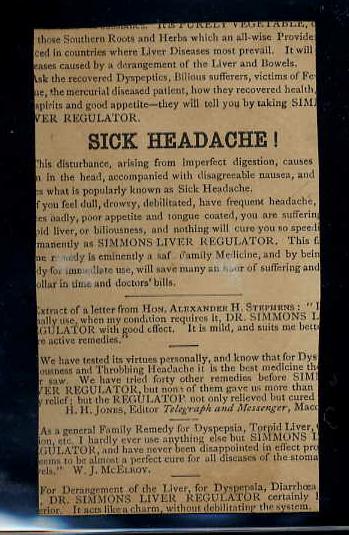 It is PURELY VEGETABLE,
those Southern Roots and Herbs which an all-wise Provide
ced in countries where Liver Diseases most prevail. It will
eases caused by a derangement of the Liver and Bowels.
Ask the recovered Dyspeptics, Bilious sufferers, victims of Fe
ue, the mercurial diseased patient, how they recovered health,
spirits and good appetite—they will tell you by taking SIM
VER REGULATOR.
SICK HEADACHE!
This disturbance, arising from imperfect digestion, causes
n in the head, accompanied with disagreeable nausea, and
s what is popularly known as Sick Headache.
f you feel dull, drowsy, debilitated, have frequent headache,
es badly, poor appetite and tongue coated, you are suffering
pid liver, or biliousness, and nothing will cure you so speedi
manently as SIMMONS LIVER REGULATOR. This f
ne remedy is eminently a saf Family Medicine, and by bein
dy for immediate use, will save many an hour of suffering and
ollar in time and doctors' bills.
Extract of a letter from HON. ALEXANDER H. STEPHENS: "I
nally use, when my condition requires it, DR. SIMMONS L
GULATOR with good effect. It is mild, and suits me bett
re active remedies."
We have tested its virtues personally, and know that for Dys
ousness and Throbbing Headache it is the best medicine th
r saw. We have tried forty other remedies before SIM
VER REGULATOR, but none of them gave us more than
relief; but the REGULATOR not only relieved but cured
H. H. JONES, Editor Telegraph and Messenger, Maco
As a general Family Remedy for Dyspepsia, Torpid Liver,
ion, etc. I hardly ever use anything else but SIMMONS L
GULATOR, and have never been disappointed in effect pro
eems to be almost a perfect cure for all diseases of the stoma
els." W. J. MCELROY.
For Derangement of the Liver, for Dyspepsia, Diarrhœa
DR. SIMMONS LIVER REGULATOR certainly
erior. It acts like a charm, without debilitating the system.